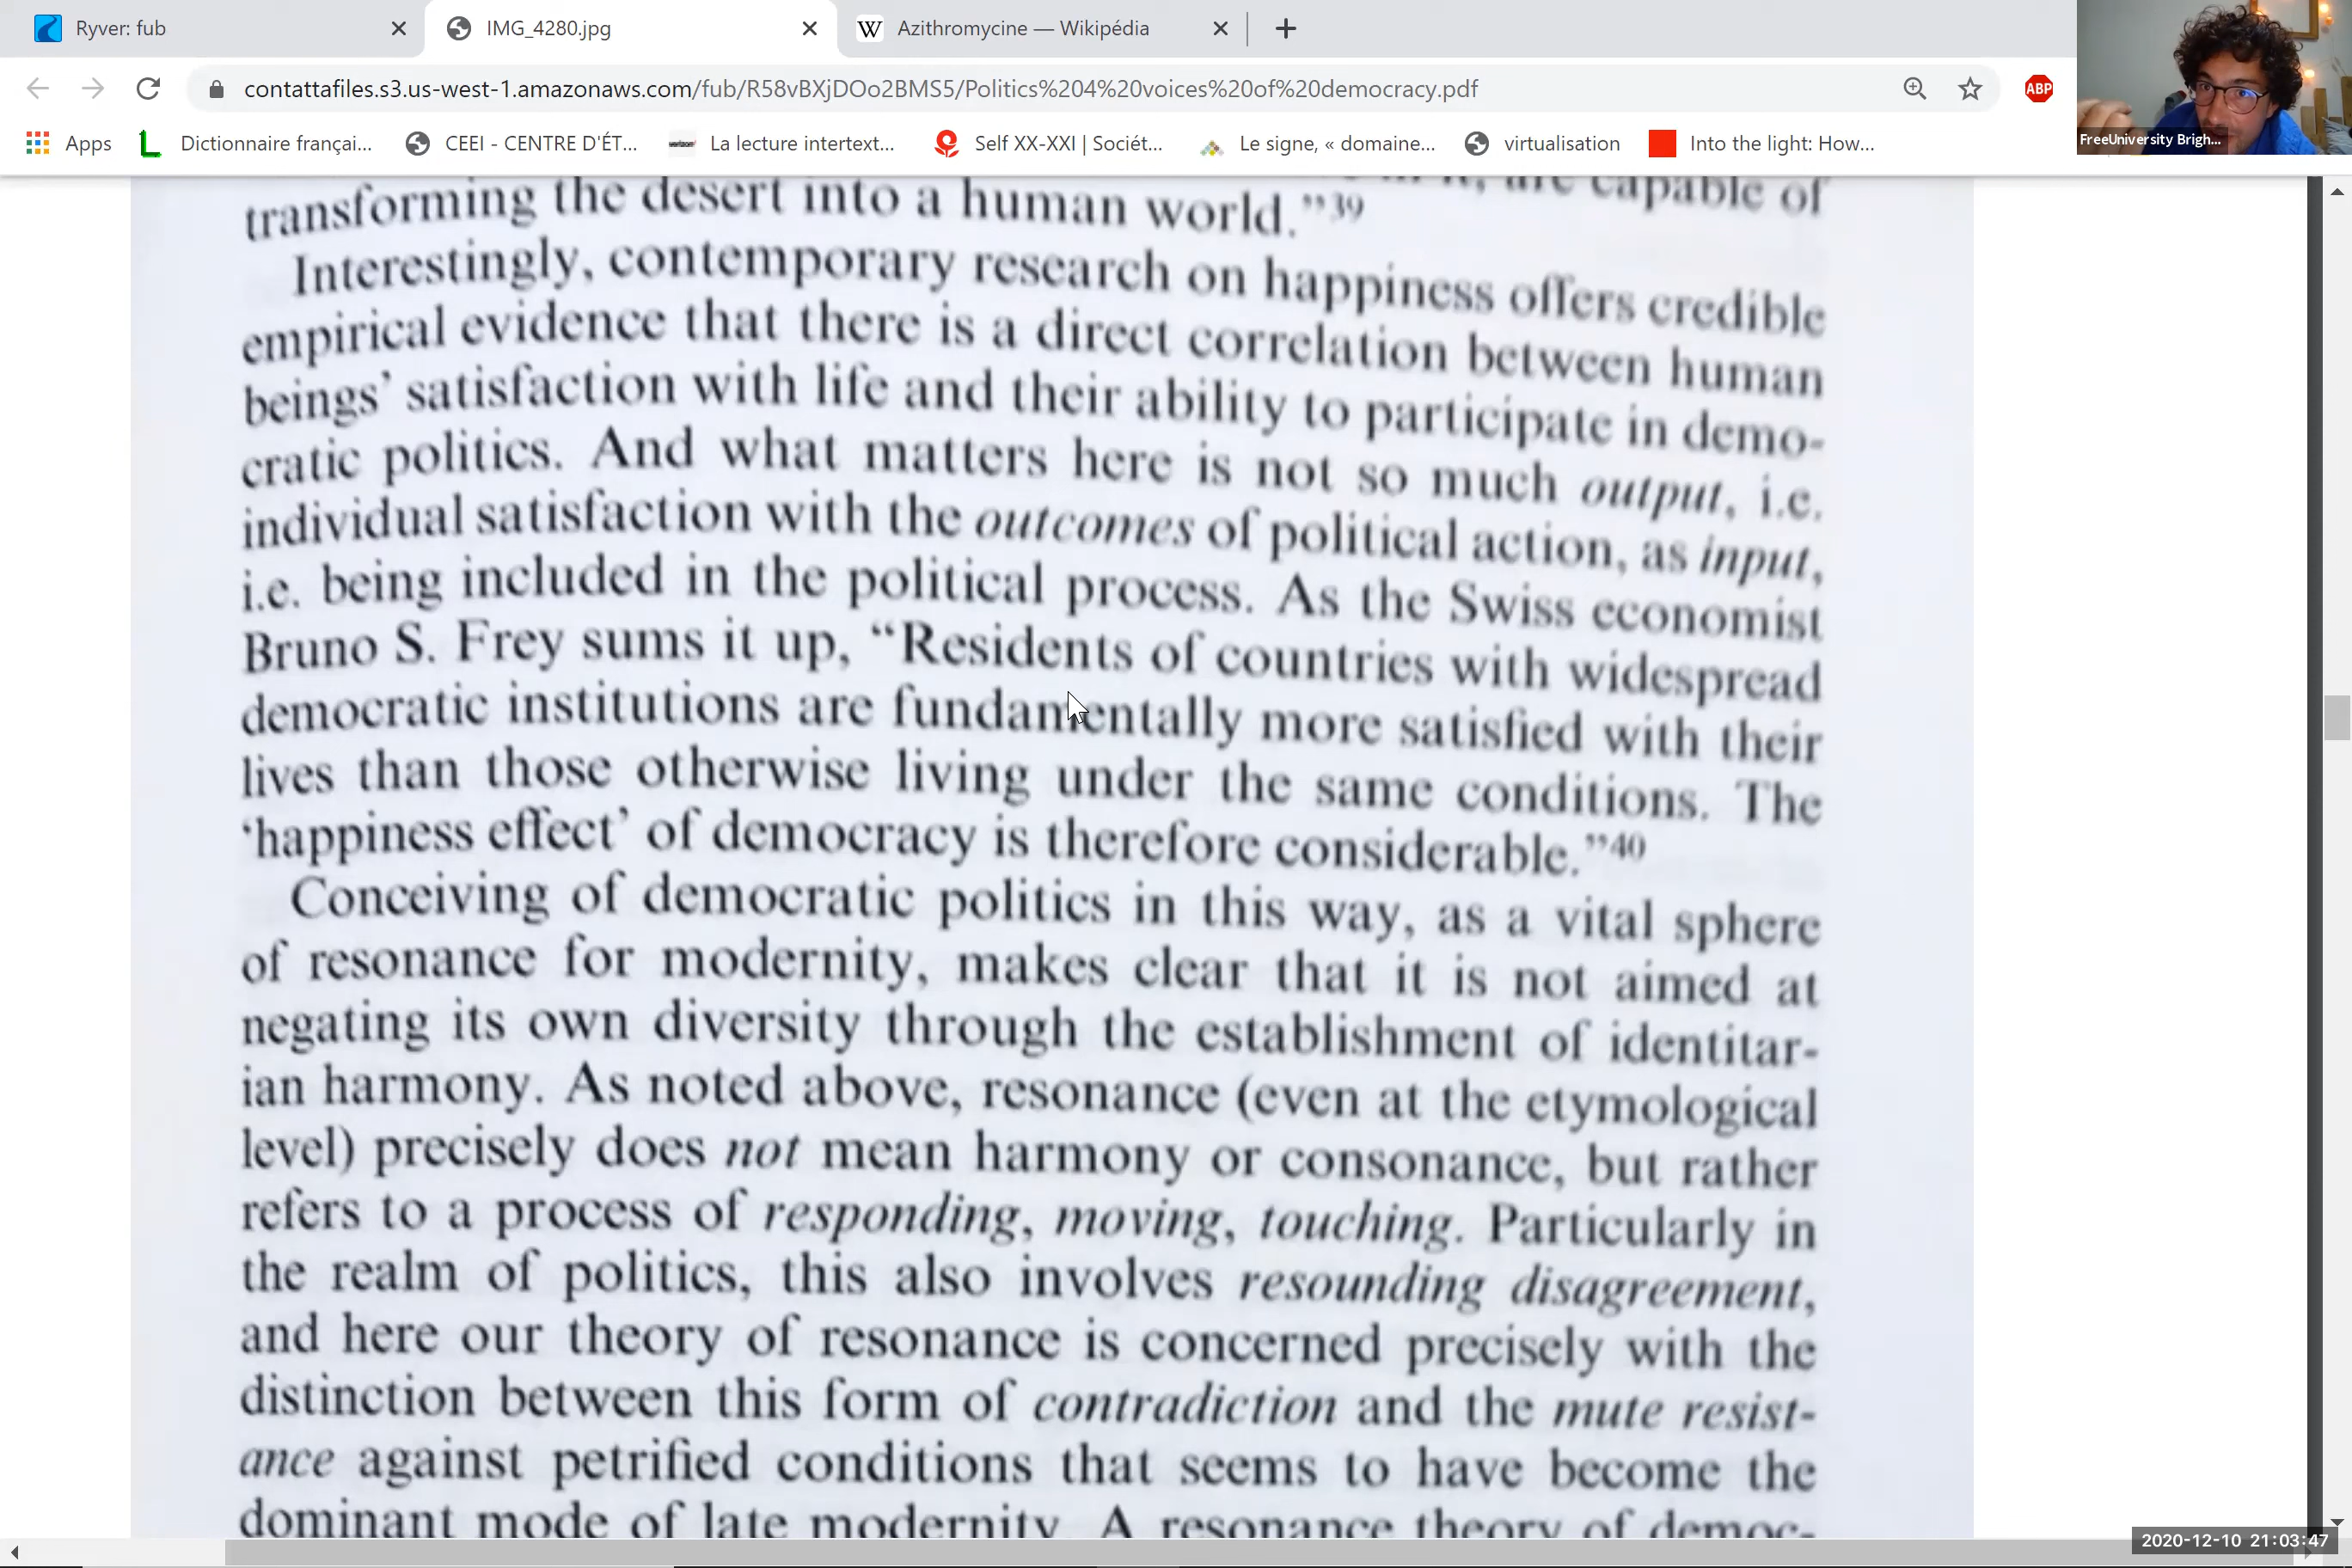 Ryver: fub
IMG_4280.jpg
W Azithromycine — Wikipédia
contattafiles.s3.us-west-1.amazonaws.com/fub/R58vBXjDOo2BMS5/Politics%204%20voices%20of%20democracy.pdf
ABP
Apps
Dictionnaire françai...
CEEI - CENTRE D'ÉT...
La lecture intertext...
Self XX-XXI | Sociét...
Le signe, « domaine...
virtualisation
Into the light: How...
FreeUniversity Brigh...
are capable of
transforming the desert into a human world.”39
Interestingly, contemporary research on happiness offers credible
empirical evidence that there is a direct correlation between human
beings’ satisfaction with life and their ability to participate in demo-
cratic politics. And what matters here is not so much output, i.e.
individual satisfaction with the outcomes of political action, as input,
i.e. being included in the political process. As the Swiss economist
Bruno S. Frey sums it up, “Residents of countries with widespread
democratic institutions are fundamentally more satisfied with their
lives than those otherwise living under the same conditions. The
‘happiness effect’ of democracy is therefore considerable.”40
Conceiving of democratic politics in this way, as a vital sphere
of resonance for modernity, makes clear that it is not aimed at
negating its own diversity through the establishment of identitar-
ian harmony. As noted above, resonance (even at the etymological
level) precisely does not mean harmony or consonance, but rather
refers to a process of responding, moving, touching. Particularly in
the realm of politics, this also involves resounding disagreement,
and here our theory of resonance is concerned precisely with the
distinction between this form of contradiction and the mute resist-
ance against petrified conditions that seems to have become the
dominant mode of late modernity. A resonance theory of democ-
2020-12-10 21:03:47